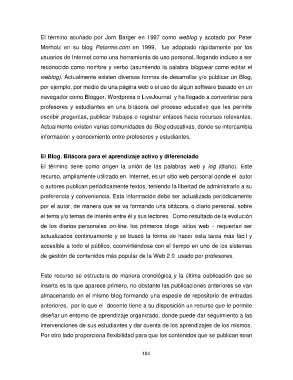 El término acuñado por Jorn Barger en 1997 como weblog y acotado por Peter
Merholz en su blog Peterme.com en 1999, fue adoptado rápidamente por los
usuarios de Internet como una herramienta de uso personal, llegando incluso a ser
reconocido como nombre y verbo (asumiendo la palabra bloguear como editar el
weblog). Actualmente existen diversas formas de desarrollar y/o publicar un Blog,
por ejemplo, por medio de una página web o el uso de algún software basado en un
navegador como Blogger, Wordpress o LiveJournal y ha llegado a convertirse para
profesores y estudiantes en una bitácora del proceso educativo que les permite
escribir preguntas, publicar trabajos o registrar enlaces hacia recursos relevantes.
Actualmente existen varias comunidades de Blog educativas, donde se intercambia
información y conocimiento entre profesores y estudiantes.
El Blog. Bitácora para el aprendizaje activo y diferenciado
El término tiene como origen la unión de las palabras web y log (diario). Este
recurso, ampliamente utilizado en Internet, es un sitio web personal donde el autor
o autores publican periódicamente textos, teniendo la libertad de administrarlo a su
preferencia y conveniencia. Esta información debe ser actualizada periódicamente
por el autor, de manera que se va formando una bitácora, o diario personal, sobre
el tema y/o temas de interés entre él y sus lectores. Como resultado de la evolución
de los diarios personales on-line, los primeros blogs -sitios web – requerían ser
actualizados continuamente y se buscó la forma de hacer esta tarea más fácil y
accesible a todo el público, convirtiéndose con el tiempo en uno de los sistemas
de gestión de contenidos más popular de la Web 2.0 usado por profesores.
Este recurso se estructura de manera cronológica y la última publicación que se
inserta es la que aparece primero, no obstante las publicaciones anteriores se van
almacenando en el mismo blog formando una especie de repositorio de entradas
anteriores, por lo que el docente tiene a su disposición un recurso que le permite
diseñar un entorno de aprendizaje organizado, donde puede dar seguimiento a las
intervenciones de sus estudiantes y dar cuenta de los aprendizajes de los mismos.
Por otro lado proporciona flexibilidad para que los contenidos que se publican sean